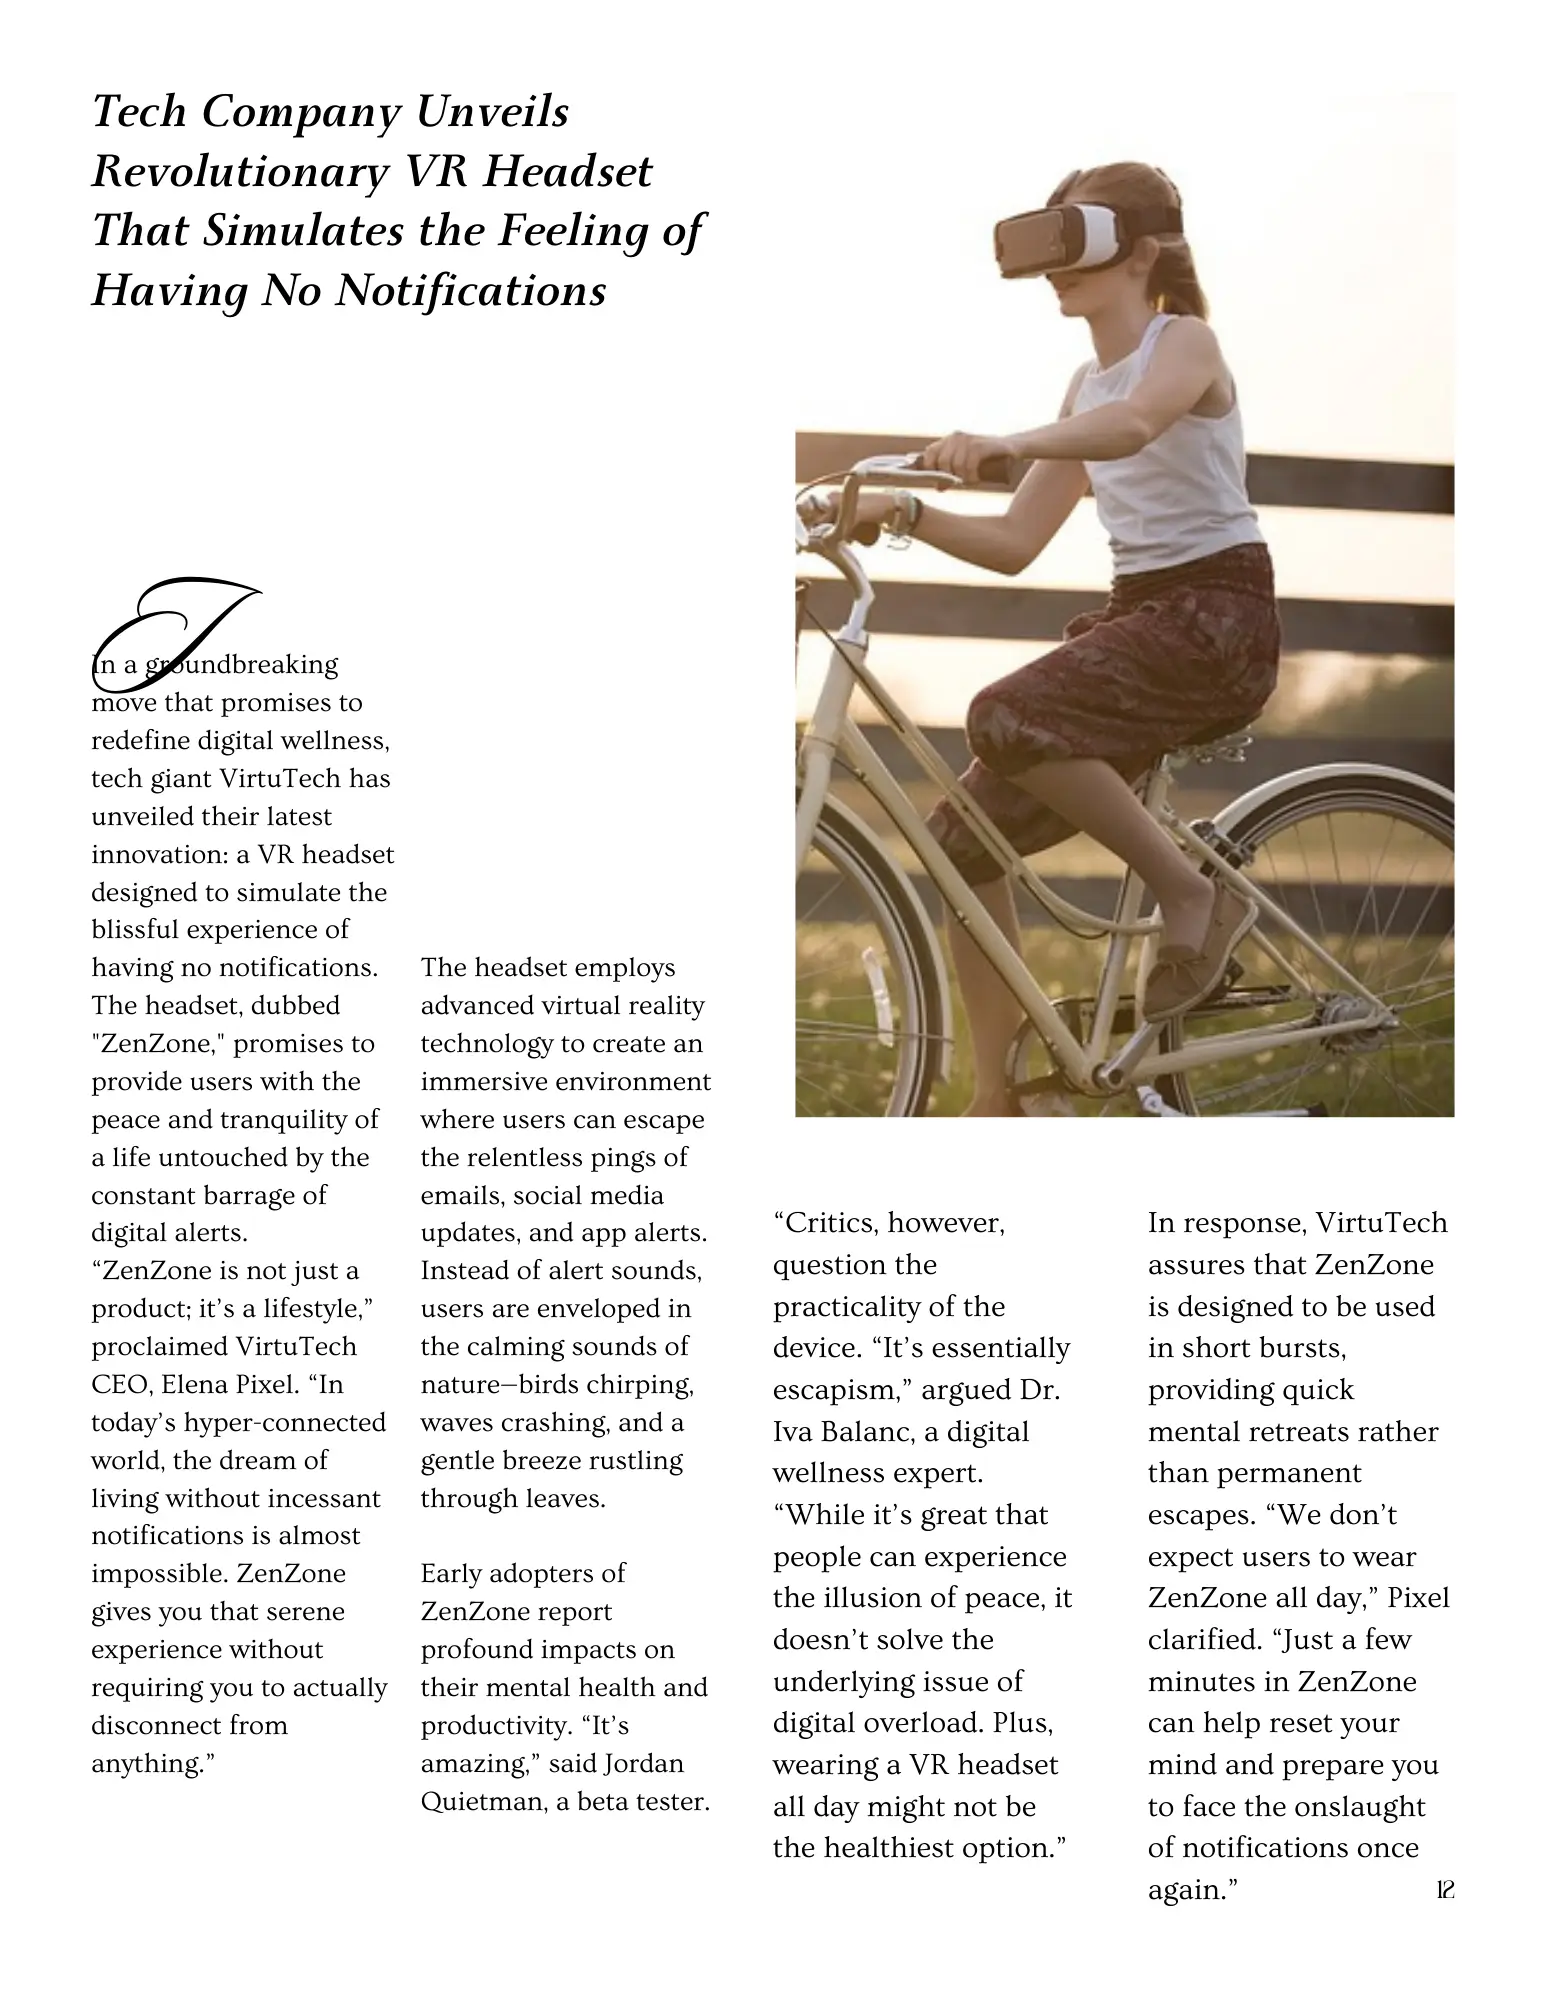 Tech Company Unveils
Revolutionary VR Headset
That Simulates the Feeling of
Having No Notifications
I
In a groundbreaking
move that promises to
redefine digital wellness,
tech giant VirtuTech has
unveiled their latest
innovation: a VR headset
designed to simulate the
blissful experience of
having no notifications.
The headset, dubbed
"ZenZone," promises to
provide users with the
peace and tranquility of
a life untouched by the
constant barrage of
digital alerts.
“ZenZone is not just a
product; it’s a lifestyle,”
proclaimed VirtuTech
CEO, Elena Pixel. “In
today’s hyper-connected
world, the dream of
living without incessant
notifications is almost
impossible. ZenZone
gives you that serene
experience without
requiring you to actually
disconnect from
anything.”
The headset employs
advanced virtual reality
technology to create an
immersive environment
where users can escape
the relentless pings of
emails, social media
updates, and app alerts.
Instead of alert sounds,
users are enveloped in
the calming sounds of
nature—birds chirping,
waves crashing, and a
gentle breeze rustling
through leaves.
Early adopters of
ZenZone report
profound impacts on
their mental health and
productivity. “It’s
amazing,” said Jordan
Quietman, a beta tester.
“Critics, however,
question the
practicality of the
device. “It’s essentially
escapism,” argued Dr.
Iva Balanc, a digital
wellness expert.
“While it’s great that
people can experience
the illusion of peace, it
doesn’t solve the
underlying issue of
digital overload. Plus,
wearing a VR headset
all day might not be
the healthiest option.”
In response, VirtuTech
assures that ZenZone
is designed to be used
in short bursts,
providing quick
mental retreats rather
than permanent
escapes. “We don’t
expect users to wear
ZenZone all day,” Pixel
clarified. “Just a few
minutes in ZenZone
can help reset your
mind and prepare you
to face the onslaught
of notifications once
again.”
12